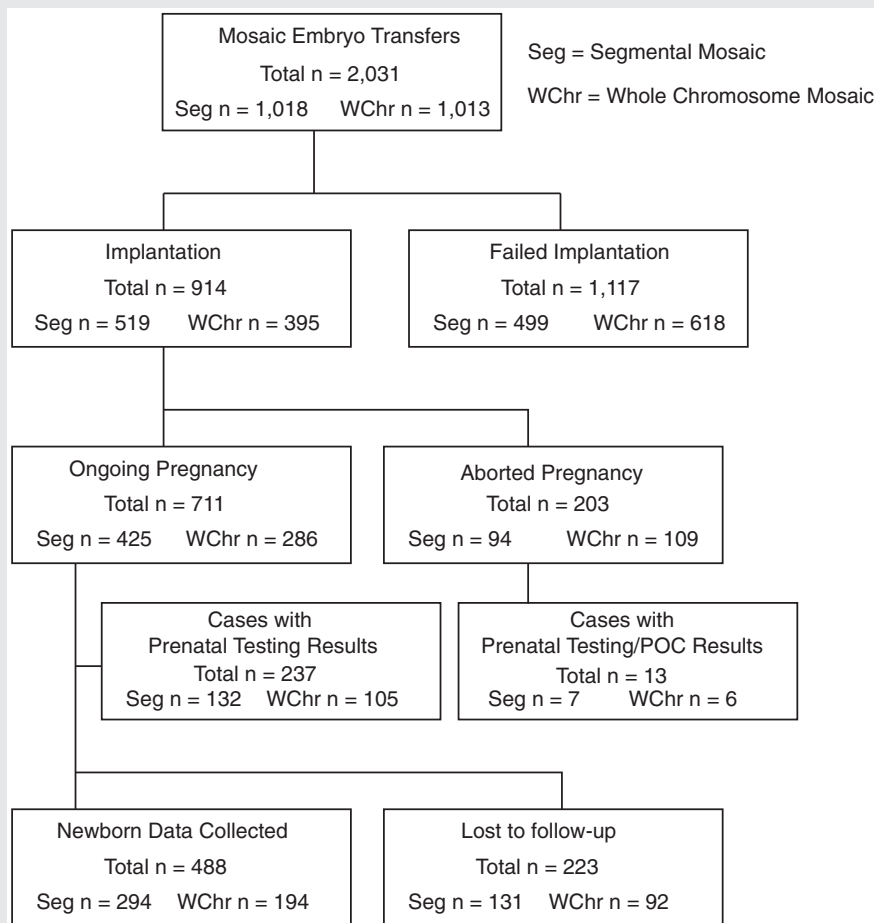 Mosaic Embryo Transfers
Total n = 2,031
Seg n = 1,018 WChr n = 1,013
Seg = Segmental Mosaic
WChr = Whole Chromosome Mosaic
Implantation
Total n = 914
Seg n = 519 WChr n = 395
Failed Implantation
Total n = 1,117
Seg n = 499 WChr n = 618
Ongoing Pregnancy
Total n = 711
Seg n = 425 WChr n = 286
Aborted Pregnancy
Total n = 203
Seg n = 94 WChr n = 109
Cases with
Prenatal Testing Results
Total n = 237
Seg n = 132 WChr n = 105
Cases with
Prenatal Testing/POC Results
Total n = 13
Seg n = 7 WChr n = 6
Newborn Data Collected
Total n = 488
Seg n = 294 WChr n = 194
Lost to follow-up
Total n = 223
Seg n = 131 WChr n = 92